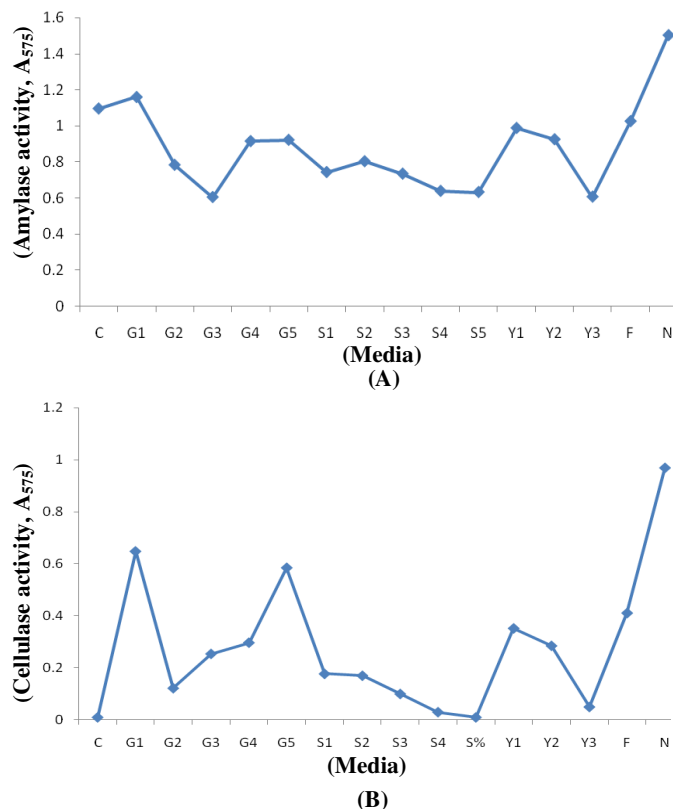 (Amylase activity, A575)
1.6
1.4
1.2
1
0.8
0.6
0.4
0.2
0
C G1 G2 G3 G4 G5 S1 S2 S3 S4 S5 Y1 Y2 Y3 F N
(Media)
(A)
(Cellulase activity, A575)
1.2
1
0.8
0.6
0.4
0.2
0
C G1 G2 G3 G4 G5 S1 S2 S3 S4 S% Y1 Y2 Y3 F N
(Media)
(B)